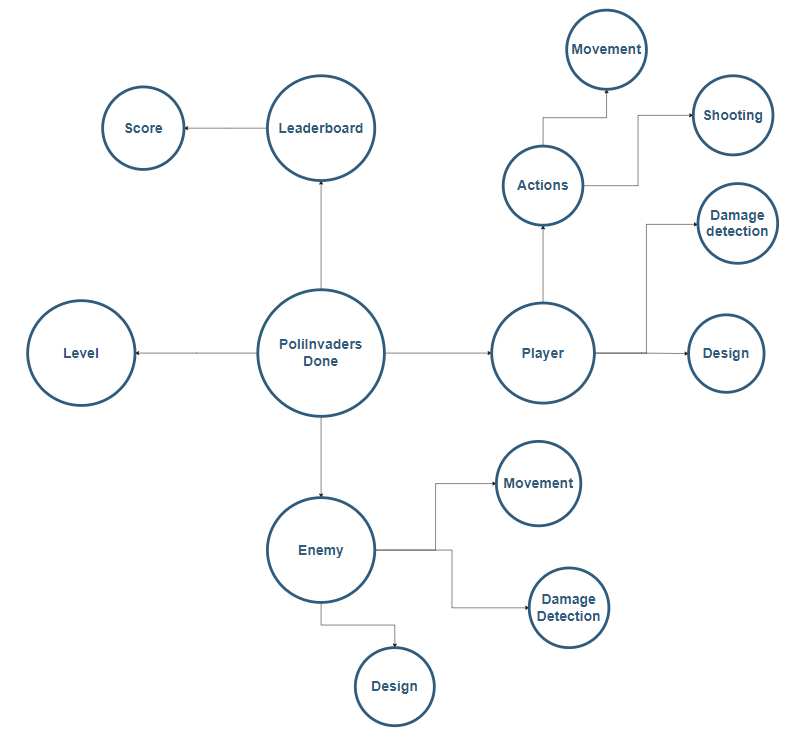 Movement
Shooting
Score
Leaderboard
Actions
Damage
detection
PoliInvaders
Done
Level
Player
Design
Movement
Enemy
Damage
Detection
Design